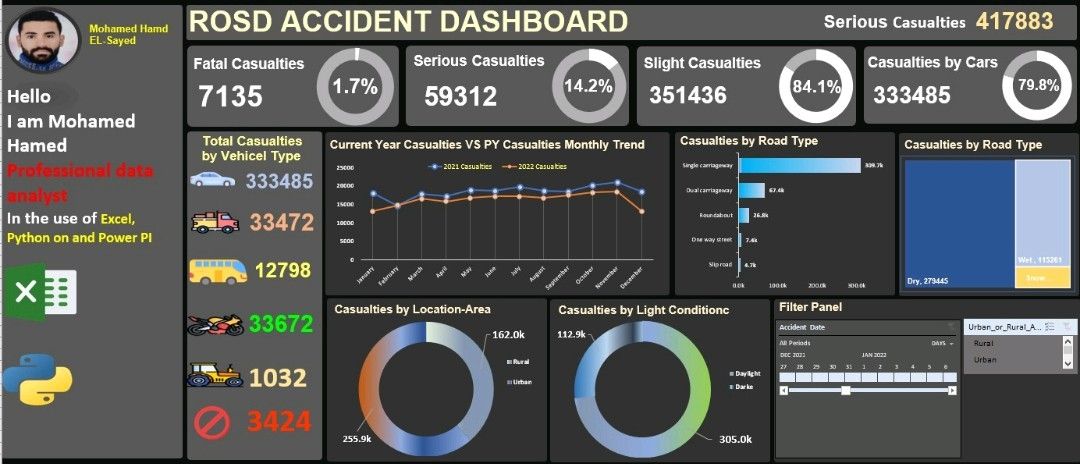 Mohamed Hamd
EL-Sayed
Hello
I am Mohamed
Hamed
Professional data
analyst
In the use of Excel,
Python on and Power PI
X
ROSD ACCIDENT DASHBOARD
Serious Casualties 417883
Fatal Casualties
7135
1.7%
Serious Casualties
59312
14.2%
Slight Casualties
351436
84.1%
Casualties by Cars
333485
79.8%
Total Casualties
by Vehicel Type
333485
33472
12798
33672
1032
3424
Current Year Casualties VS PY Casualties Monthly Trend
2021 Casualties
2022 Casualties
25000
20000
15000
10000
5000
0
January
February
March
April
May
June
July
August
September
October
November
December
Casualties by Road Type
Single carriageway
309.7k
Dual carriageway
67.4k
Roundabout
26.8k
One way street
7.4k
Slip road
4.7k
0.0k
100.0k
200.0k
300.0k
Casualties by Road Type
Dry, 279445
Wet , 115261
Snow...
Casualties by Location-Area
162.0k
Rural
Urban
255.9k
Casualties by Light Conditionc
112.9k
Daylight
Darke
305.0k
Filter Panel
Accident Date
All Periods
DAYS
DEC 2021
JAN 2022
27 28 29 30 31 1 2 3 4 5 6
Urban_or_Rural_A...
Rural
Urban